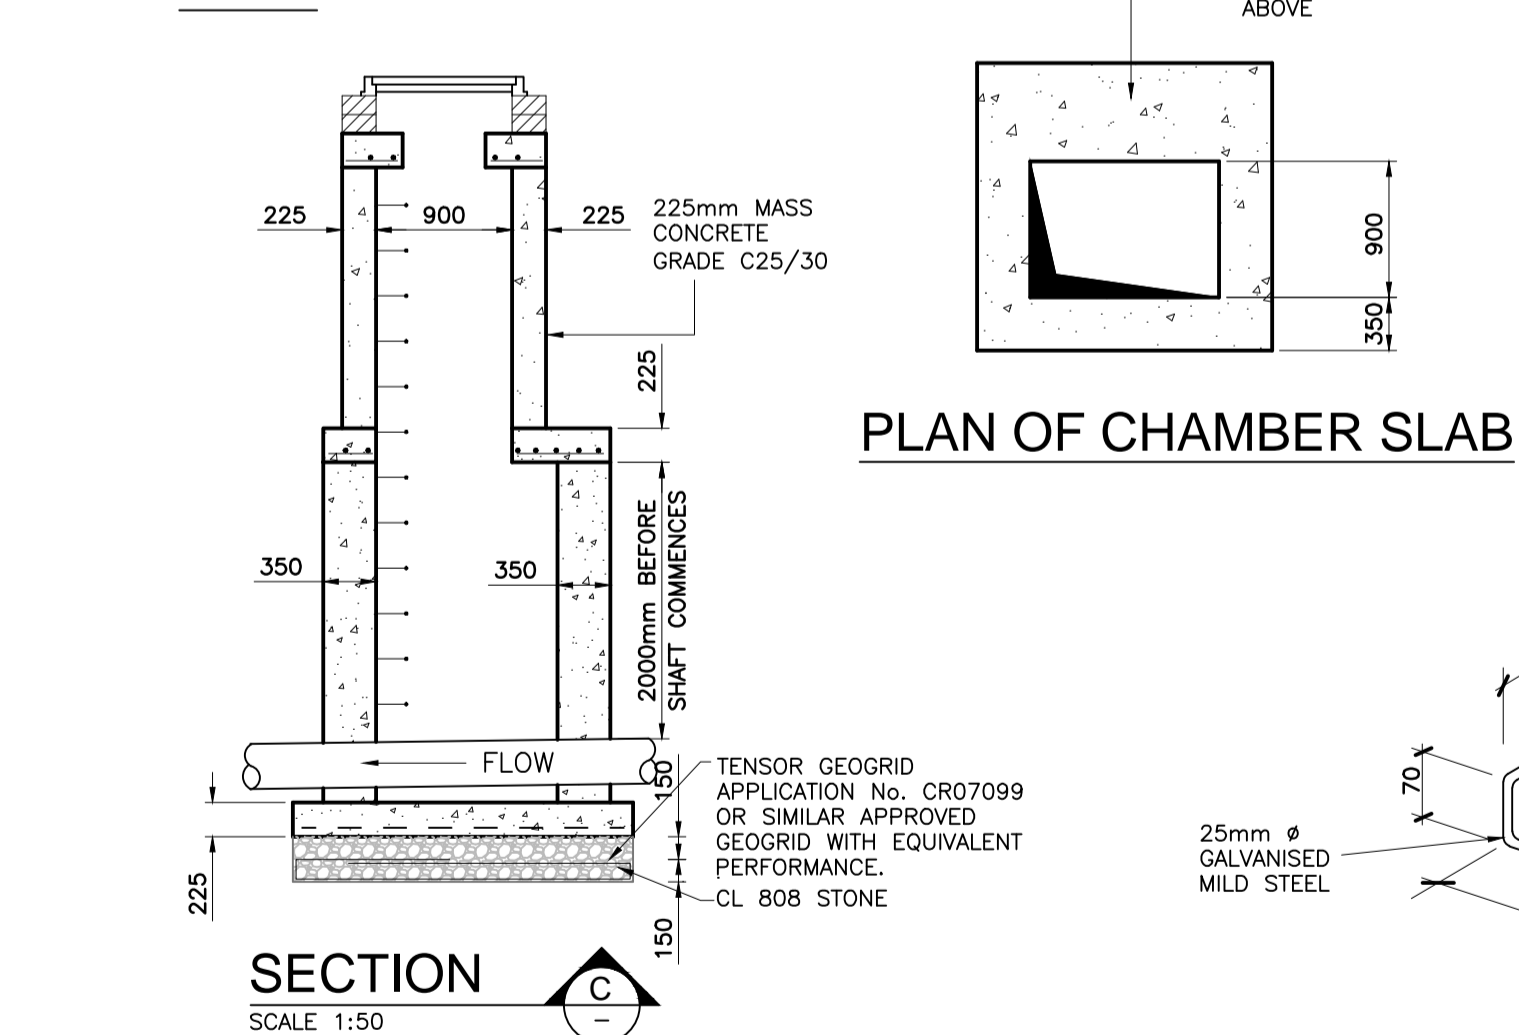 ABOVE
225
900
225
225mm MASS
CONCRETE
GRADE C25/30
225
350
350
2000mm BEFORE
SHAFT COMMENCES
FLOW
150
TENSOR GEOGRID
APPLICATION No. CR07099
OR SIMILAR APPROVED
GEOGRID WITH EQUIVALENT
PERFORMANCE.
CL 808 STONE
225
150
SECTION
SCALE 1:50
C
–
900
350
PLAN OF CHAMBER SLAB
70
25mm ø
GALVANISED
MILD STEEL